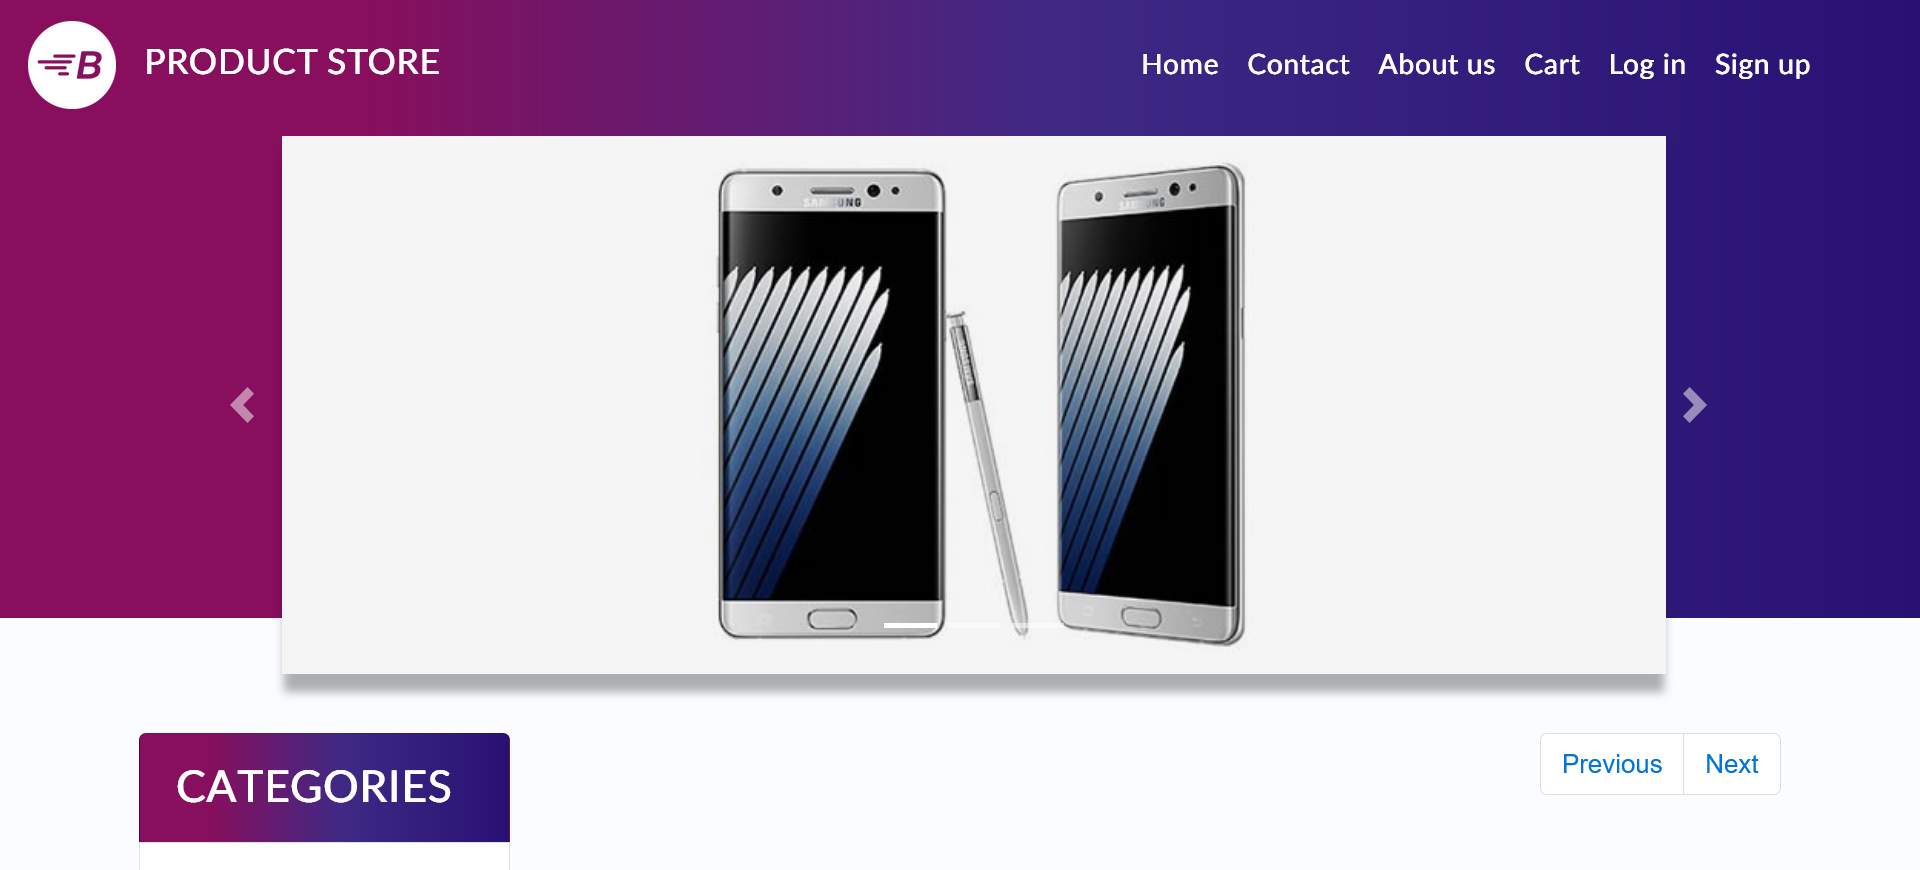 B PRODUCT STORE
Home Contact About us Cart Log in Sign up
SAMSUNG
SAMSUNG
CATEGORIES
Previous Next